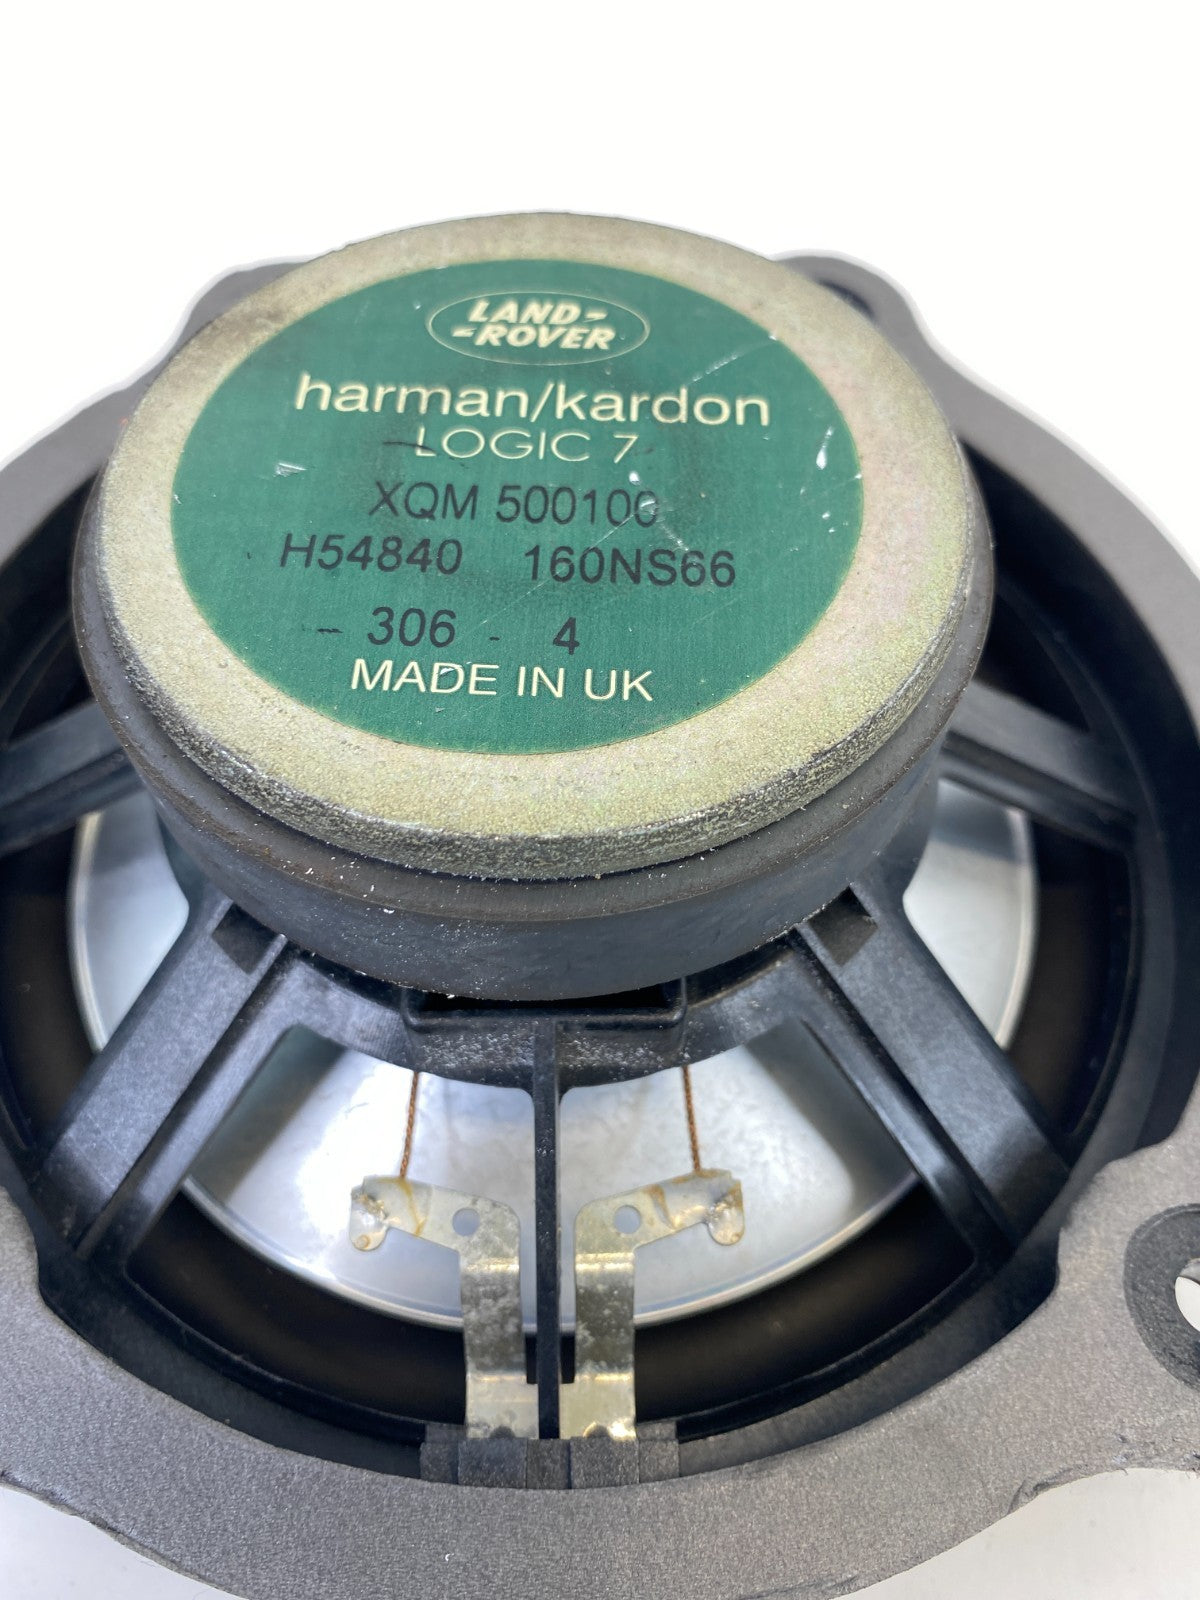 LAND-
-ROVER
harman/kardon
LOGIC 7
XQM 500100
H54840 160NS66
- 306 - 4
MADE IN UK